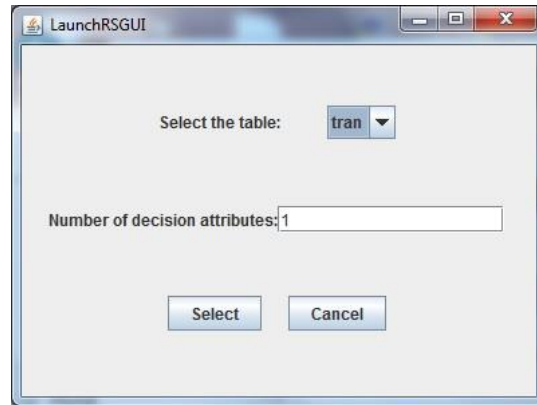 LaunchRSGUI
Select the table: tran
Number of decision attributes: 1
Select Cancel